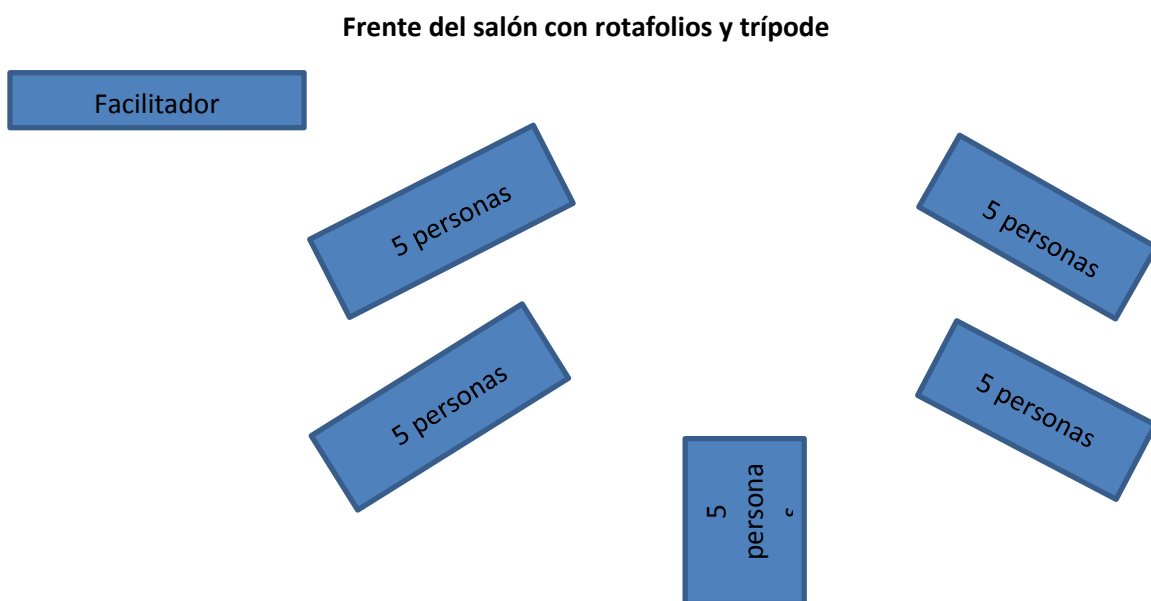 Frente del salón con rotafolios y trípode
Facilitador
5 personas
5 personas
5 personas
5 personas
5
persona
s